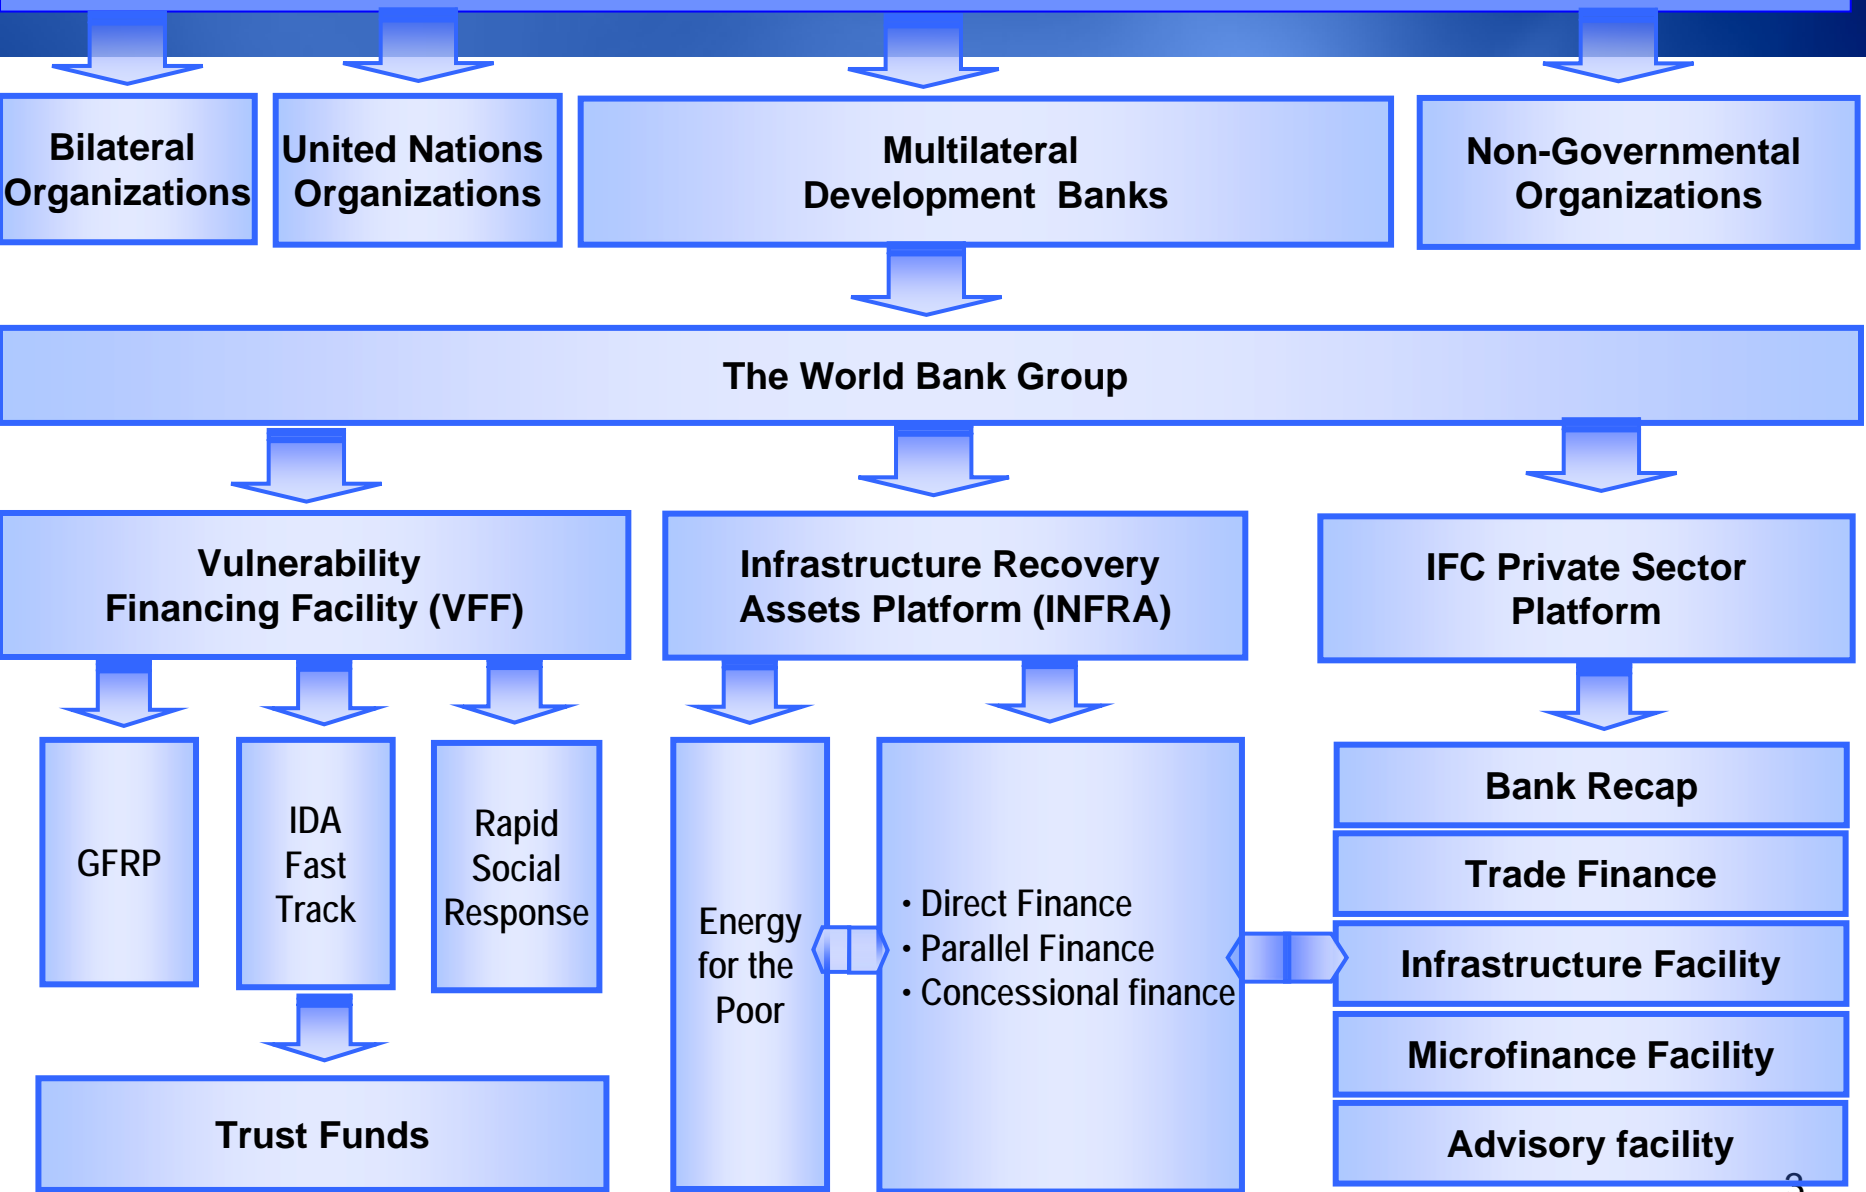 Bilateral
Organizations
United Nations
Organizations
Multilateral
Development Banks
Non-Governmental
Organizations
The World Bank Group
Vulnerability
Financing Facility (VFF)
Infrastructure Recovery
Assets Platform (INFRA)
IFC Private Sector
Platform
GFRP
IDA
Fast
Track
Rapid
Social
Response
Energy
for the
Poor
• Direct Finance
• Parallel Finance
• Concessional finance
Bank Recap
Trade Finance
Infrastructure Facility
Microfinance Facility
Advisory facility
Trust Funds